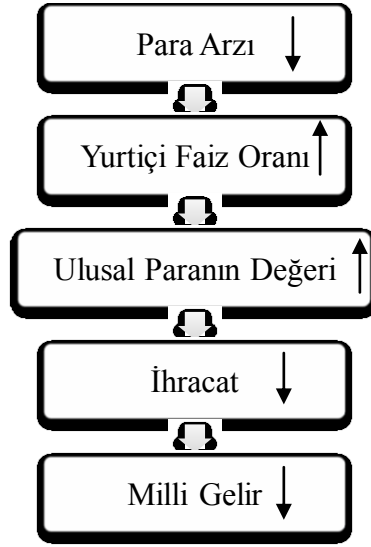 Para Arzı ↓
Yurtiçi Faiz Oranı ↑
Ulusal Paranın Değeri ↑
İhracat ↓
Milli Gelir ↓